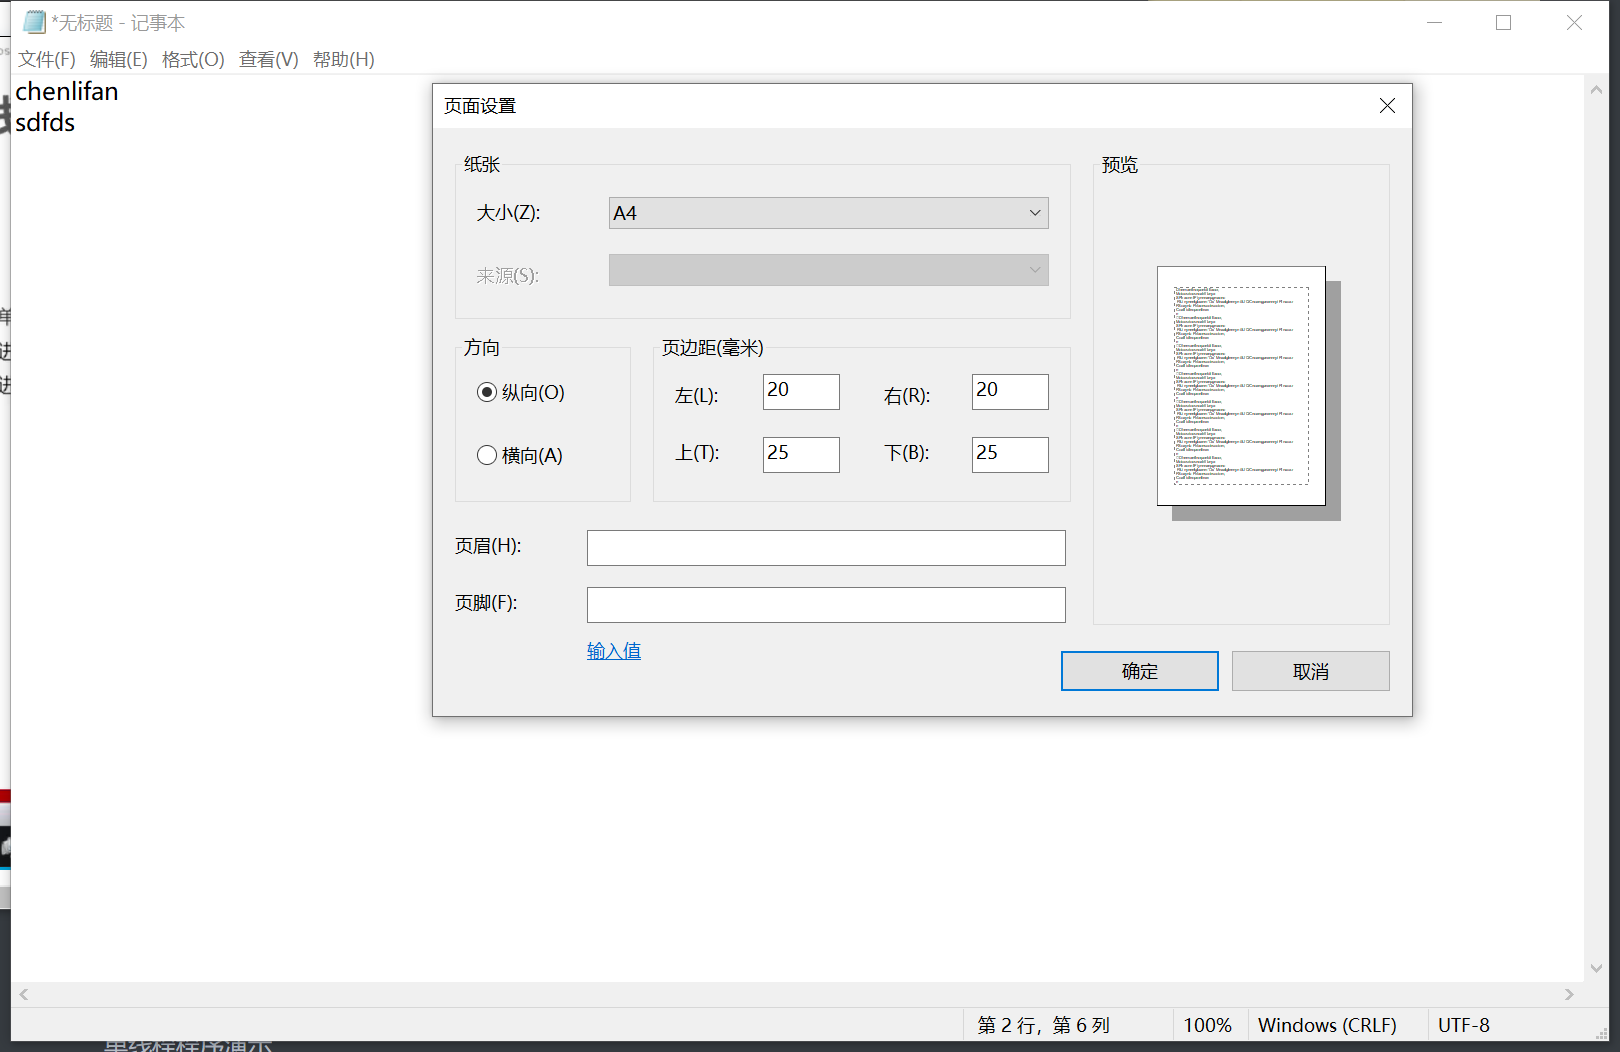 *无标题 - 记事本
文件(F) 编辑(E) 格式(O) 查看(V) 帮助(H)
chenlifan
sdfds
页面设置
纸张
大小(Z): A4
来源(S):
方向
纵向(O)
横向(A)
页边距(毫米)
左(L): 20 右(R): 20
上(T): 25 下(B): 25
预览
页眉(H):
页脚(F):
输入值
确定 取消
第 2 行，第 6 列 100% Windows (CRLF) UTF-8